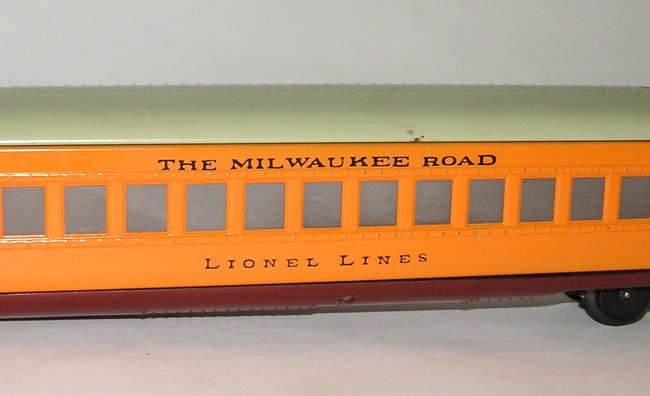 THE MILWAUKEE ROAD
LIONEL LINES